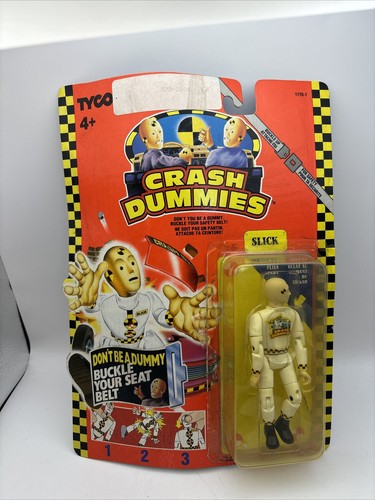 TYCO
4+
CRASH
DUMMIES
DON'T YOU BE A DUMMY.
BUCKLE YOUR SAFETY BELT!
NE SOIT PAS UN PANTIN.
ATTACHE TA CEINTURE!
SLICK
DON'T BE A DUMMY
BUCKLE
YOUR SEAT
BELT
1 2 3